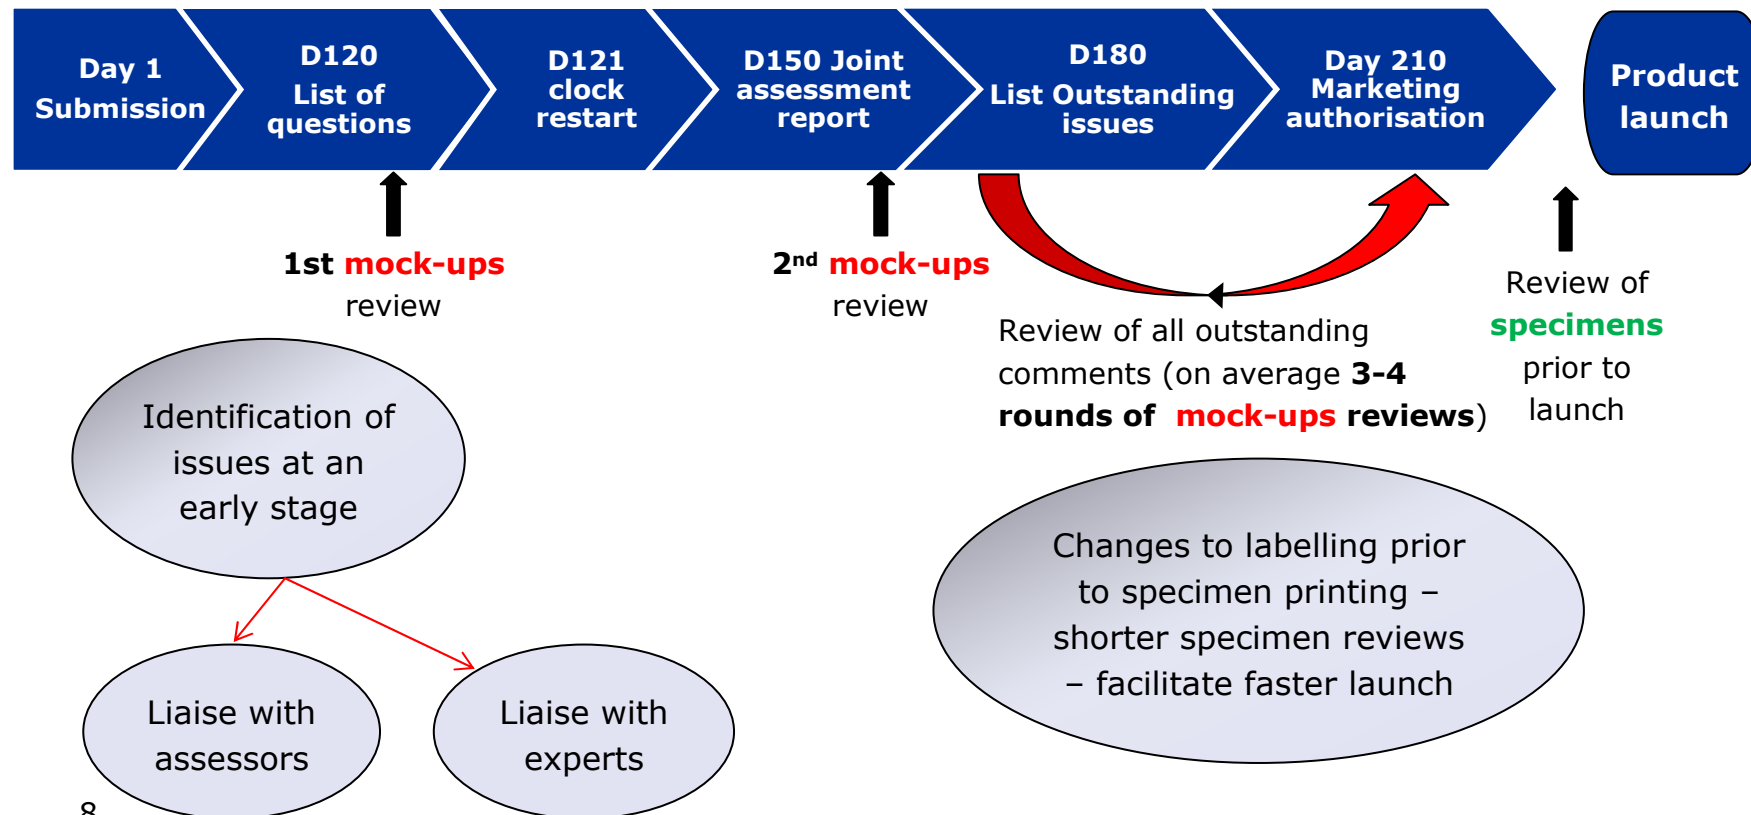 Day 1
Submission
D120
List of
questions
D121
clock
restart
D150 Joint
assessment
report
D180
List Outstanding
issues
Day 210
Marketing
authorisation
Product
launch
1st mock-ups
review
2nd mock-ups
review
Review of all outstanding
comments (on average 3-4
rounds of mock-ups reviews)
Review of
specimens
prior to
launch
Identification of
issues at an
early stage
Changes to labelling prior
to specimen printing –
shorter specimen reviews
– facilitate faster launch
Liaise with
assessors
Liaise with
experts
8